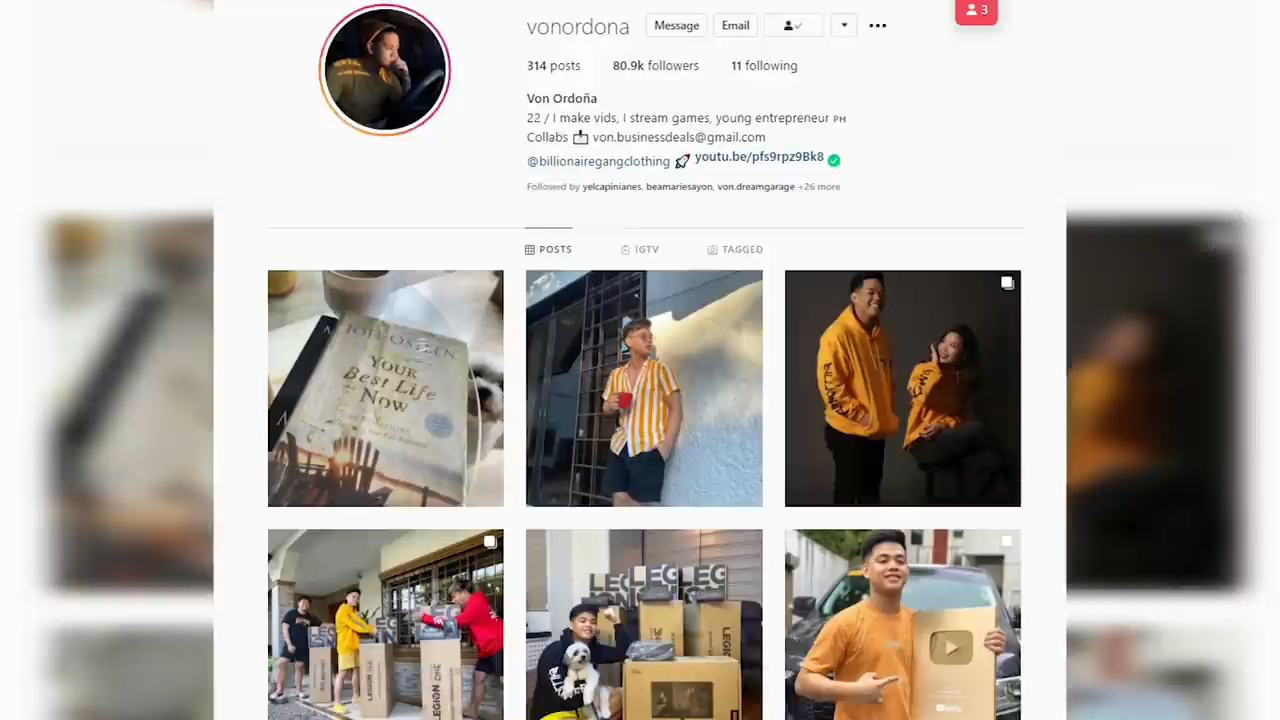 vonordona Message Email
3
314 posts 80.9k followers 11 following
Von Ordoña
22 / I make vids, I stream games, young entrepreneur PH
Collabs von.businessdeals@gmail.com
@billionairegangclothing youtu.be/pfs9rpz9Bk8
Followed by yelcapinianes, beamariesayon, von.dreamgarage +26 more
POSTS IGTV TAGGED
JOEL OSTEEN
YOUR
Best Life
Now
LEGION
LEGION